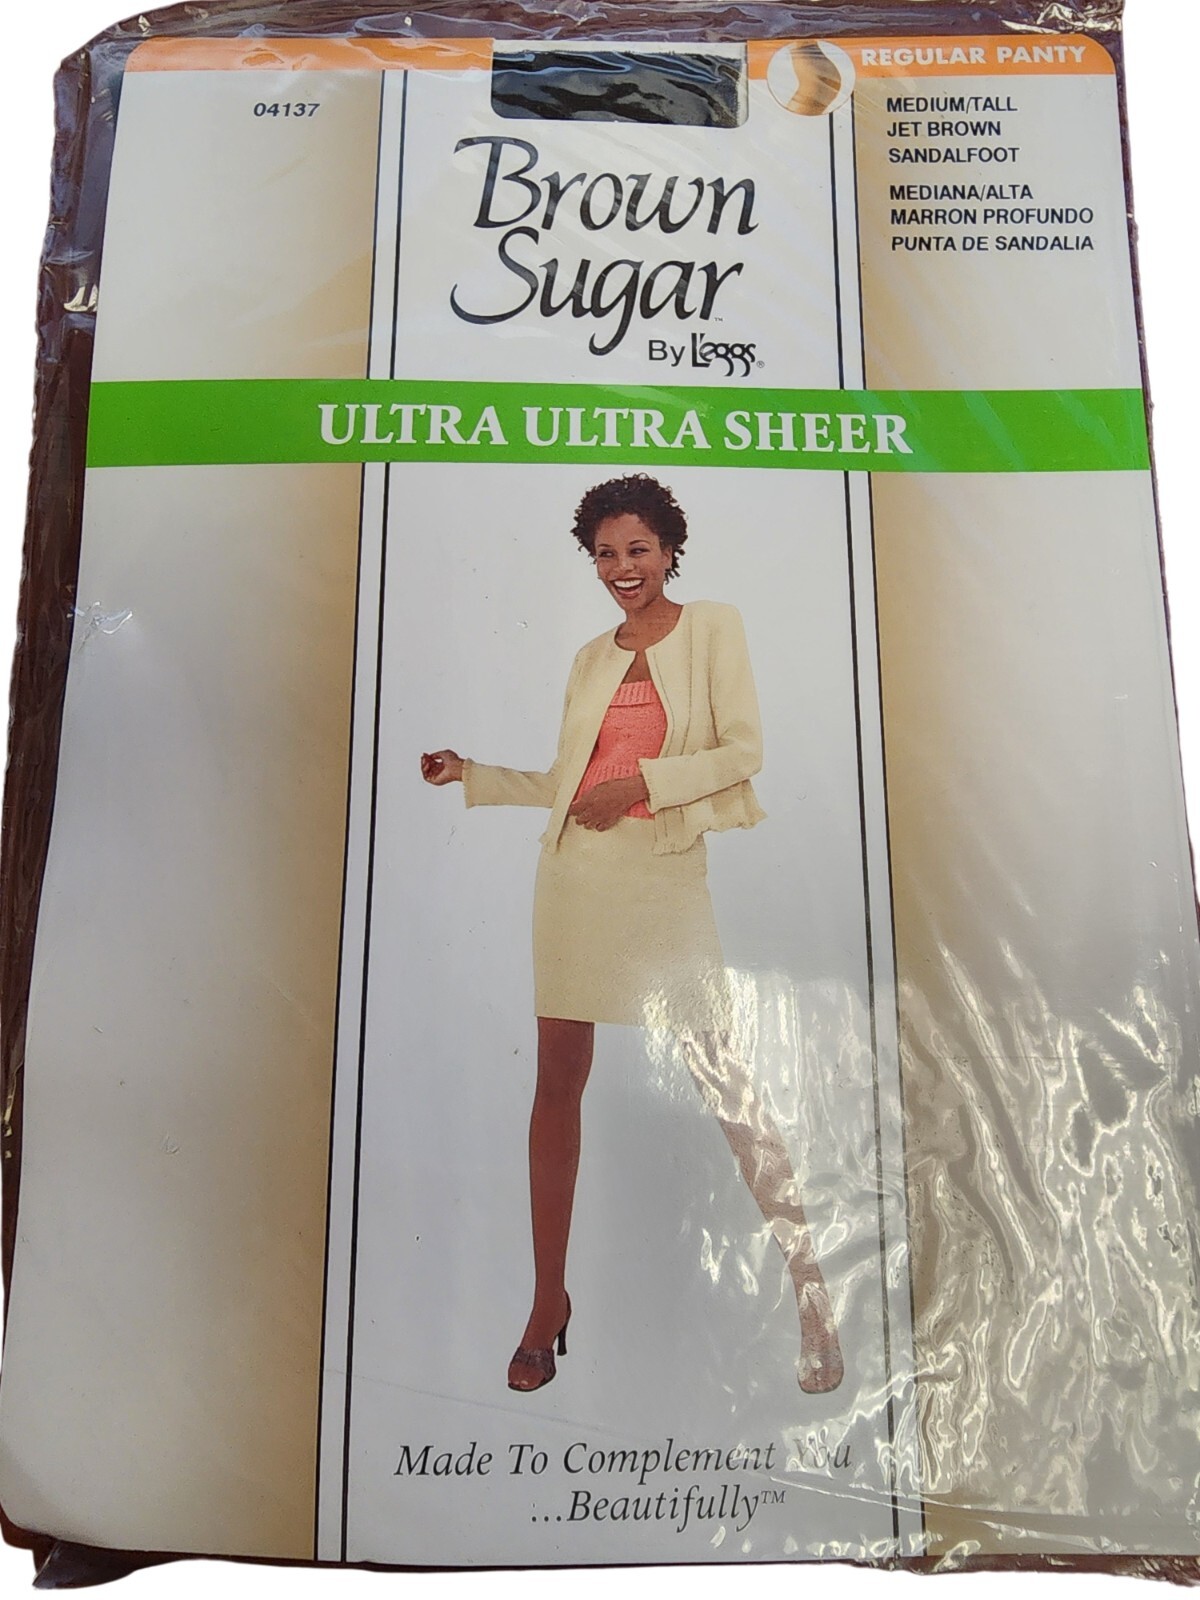 REGULAR PANTY
04137
MEDIUM/TALL
JET BROWN
SANDALFOOT
MEDIANA/ALTA
MARRON PROFUNDO
PUNTA DE SANDALIA
Brown
Sugar™
By L'eggs®
ULTRA ULTRA SHEER
Made To Complement You
...Beautifully™